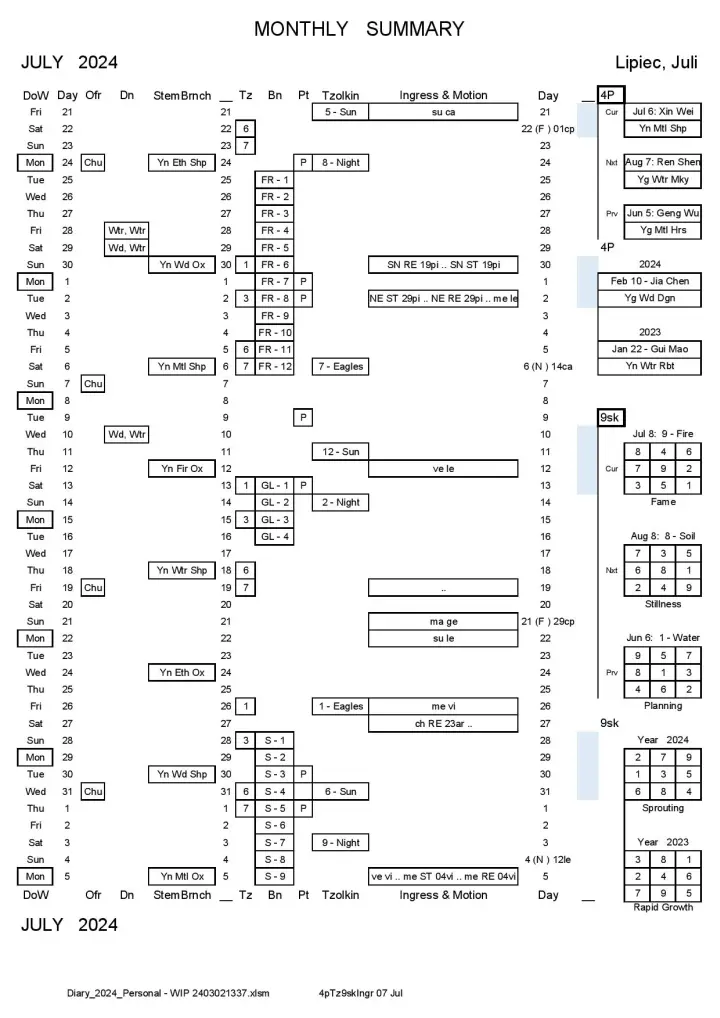 MONTHLY SUMMARY
JULY 2024 Lipiec, Juli
DoW Day Ofr Dn Stem Brnch __ Tz Bn Pt Tzolkin Ingress & Motion Day __ 4P
Fri 21 21 5 - Sun su ca 21 Cur Jul 6: Xin Wei
Sat 22 22 6 22 (F ) 01cp Yn Mtl Shp
Sun 23 23 7 23
Mon 24 Chu Yn Eth Shp 24 P 8 - Night 24 Nxt Aug 7: Ren Shen
Tue 25 25 FR - 1 25 Yg Wtr Mky
Wed 26 26 FR - 2 26
Thu 27 27 FR - 3 27 Prv Jun 5: Geng Wu
Fri 28 Wtr, Wtr 28 FR - 4 28 Yg Mtl Hrs
Sat 29 Wd, Wtr 29 FR - 5 29 4P
Sun 30 Yn Wd Ox 30 1 FR - 6 SN RE 19pi .. SN ST 19pi 30 2024
Mon 1 1 FR - 7 P 1 Feb 10 - Jia Chen
Tue 2 2 3 FR - 8 P NE ST 29pi .. NE RE 29pi .. me le 2 Yg Wd Dgn
Wed 3 3 FR - 9 3
Thu 4 4 FR - 10 4 2023
Fri 5 5 6 FR - 11 5 Jan 22 - Gui Mao
Sat 6 Yn Mtl Shp 6 7 FR - 12 7 - Eagles 6 (N ) 14ca Yn Wtr Rbt
Sun 7 Chu 7 7
Mon 8 8 8
Tue 9 9 P 9 9sk
Wed 10 Wd, Wtr 10 10 Jul 8: 9 - Fire
Thu 11 11 12 - Sun 11 8 4 6
Fri 12 Yn Fir Ox 12 ve le 12 Cur 7 9 2
Sat 13 13 1 GL - 1 P 13 3 5 1
Sun 14 14 GL - 2 2 - Night 14 Fame
Mon 15 15 3 GL - 3 15
Tue 16 16 GL - 4 16 Aug 8: 8 - Soil
Wed 17 17 17 7 3 5
Thu 18 Yn Wtr Shp 18 6 18 Nxt 6 8 1
Fri 19 Chu 19 7 .. 19 2 4 9
Sat 20 20 20 Stillness
Sun 21 21 ma ge 21 (F ) 29cp
Mon 22 22 su le 22 Jun 6: 1 - Water
Tue 23 23 23 9 5 7
Wed 24 Yn Eth Ox 24 24 Prv 8 1 3
Thu 25 25 25 4 6 2
Fri 26 26 1 1 - Eagles me vi 26 Planning
Sat 27 27 ch RE 23ar .. 27 9sk
Sun 28 28 3 S - 1 28 Year 2024
Mon 29 29 S - 2 29 2 7 9
Tue 30 Yn Wd Shp 30 S - 3 P 30 1 3 5
Wed 31 Chu 31 6 S - 4 6 - Sun 31 6 8 4
Thu 1 1 7 S - 5 P 1 Sprouting
Fri 2 2 S - 6 2
Sat 3 3 S - 7 9 - Night 3 Year 2023
Sun 4 4 S - 8 4 (N ) 12le 3 8 1
Mon 5 Yn Mtl Ox 5 S - 9 ve vi .. me ST 04vi .. me RE 04vi 5 2 4 6
DoW Day Ofr Dn Stem Brnch __ Tz Bn Pt Tzolkin Ingress & Motion Day __ 7 9 5
Rapid Growth
JULY 2024
Diary_2024_Personal - WIP 2403021337.xlsm 4pTz9skIngr 07 Jul